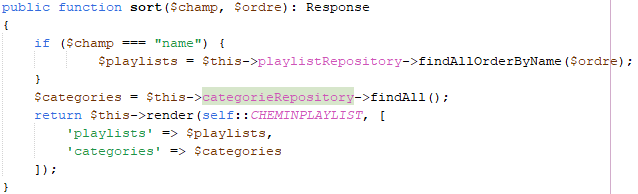 public function sort($champ, $ordre): Response
{
    if ($champ === "name") {
            $playlists = $this->playlistRepository->findAllOrderByName($ordre);
    }
    $categories = $this->categorieRepository->findAll();
    return $this->render(self::CHEMINPLAYLIST, [
        'playlists' => $playlists,
        'categories' => $categories
    ]);
}